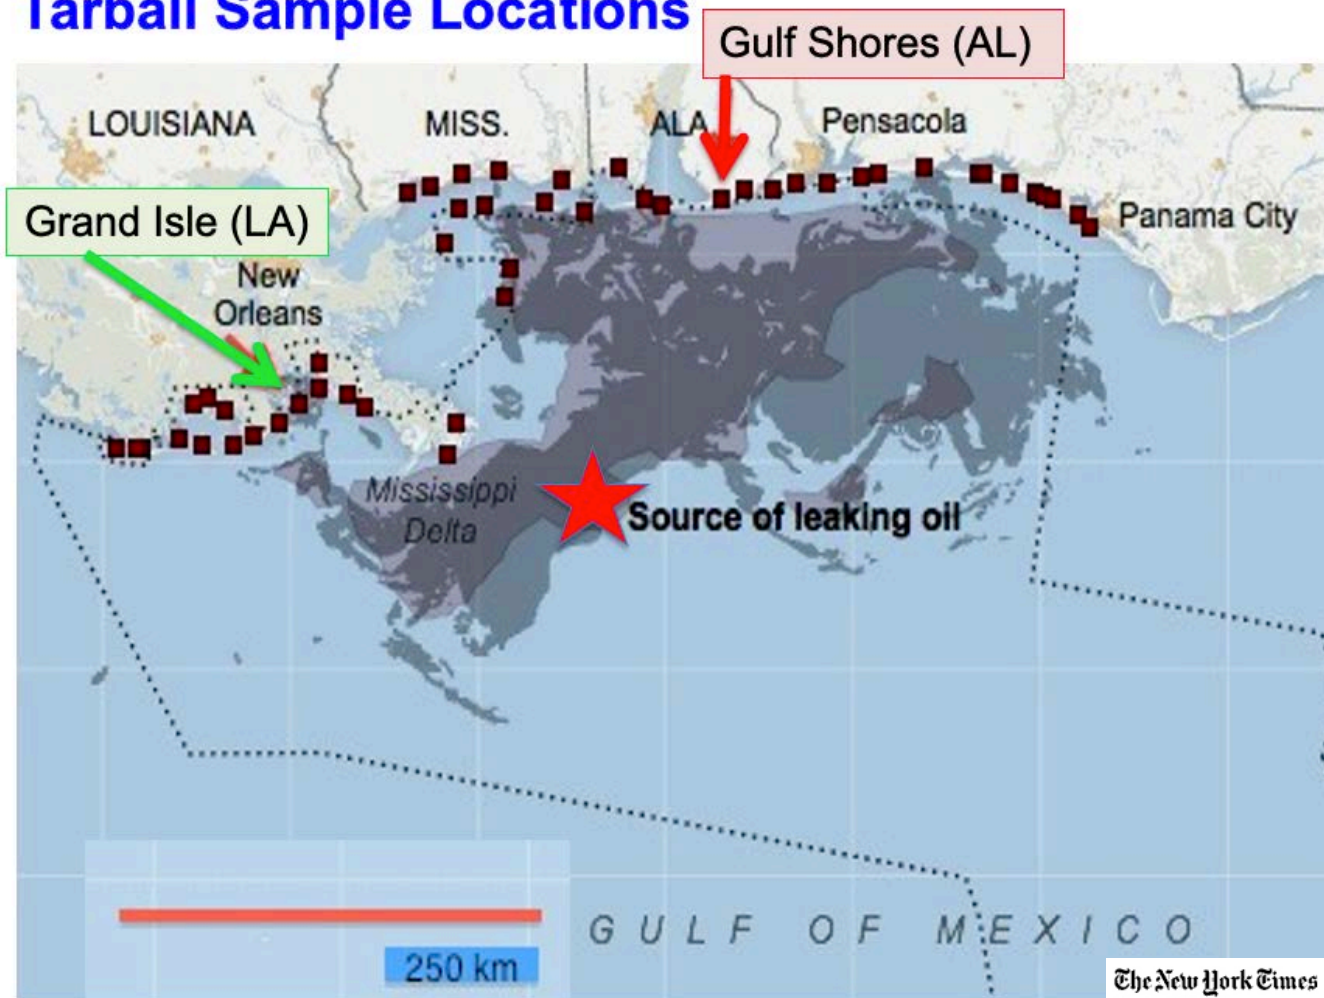 Tarball Sample Locations
Gulf Shores (AL)
LOUISIANA
MISS.
ALA
Pensacola
Grand Isle (LA)
Panama City
New
Orleans
Mississippi
Delta
Source of leaking oil
GULF OF MEXICO
250 km
The New York Times